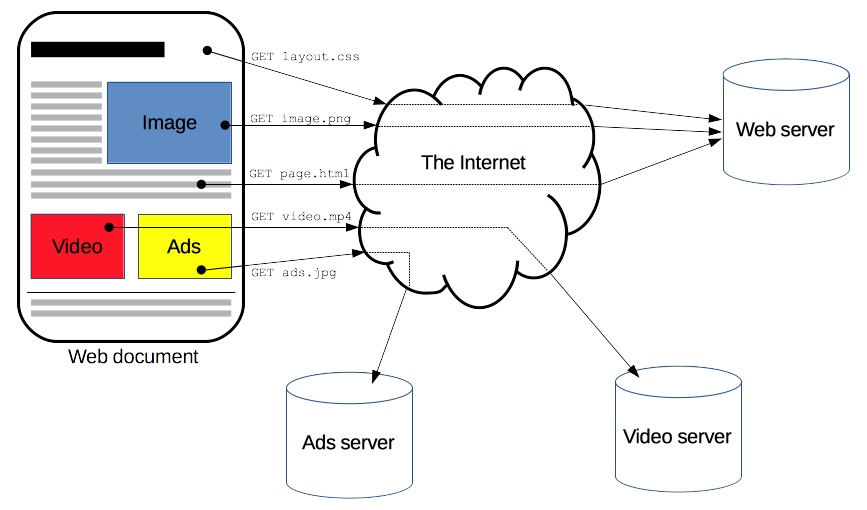 GET layout.css
Image
GET image.png
Web server
The Internet
GET page.html
GET video.mp4
Video
Ads
GET ads.jpg
Web document
Ads server
Video server